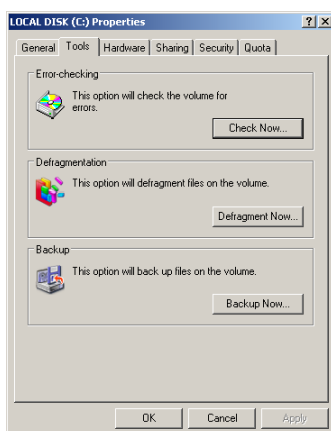 LOCAL DISK (C:) Properties
General Tools Hardware Sharing Security Quota
Error-checking
This option will check the volume for
errors.
Check Now...
Defragmentation
This option will defragment files on the volume.
Defragment Now...
Backup
This option will back up files on the volume.
Backup Now...
OK Cancel Apply